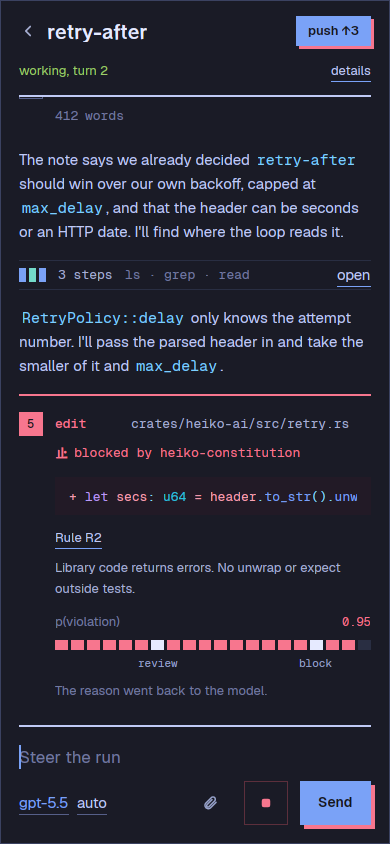 retry-after
push ↑3
working, turn 2
details
412 words
The note says we already decided retry-after
should win over our own backoff, capped at
max_delay, and that the header can be seconds
or an HTTP date. I'll find where the loop reads it.
3 steps ls · grep · read
open
RetryPolicy::delay only knows the attempt
number. I'll pass the parsed header in and take the
smaller of it and max_delay.
5 edit crates/heiko-ai/src/retry.rs
blocked by heiko-constitution
+ let secs: u64 = header.to_str().unw
Rule R2
Library code returns errors. No unwrap or expect
outside tests.
p(violation) 0.95
review block
The reason went back to the model.
Steer the run
gpt-5.5 auto
Send